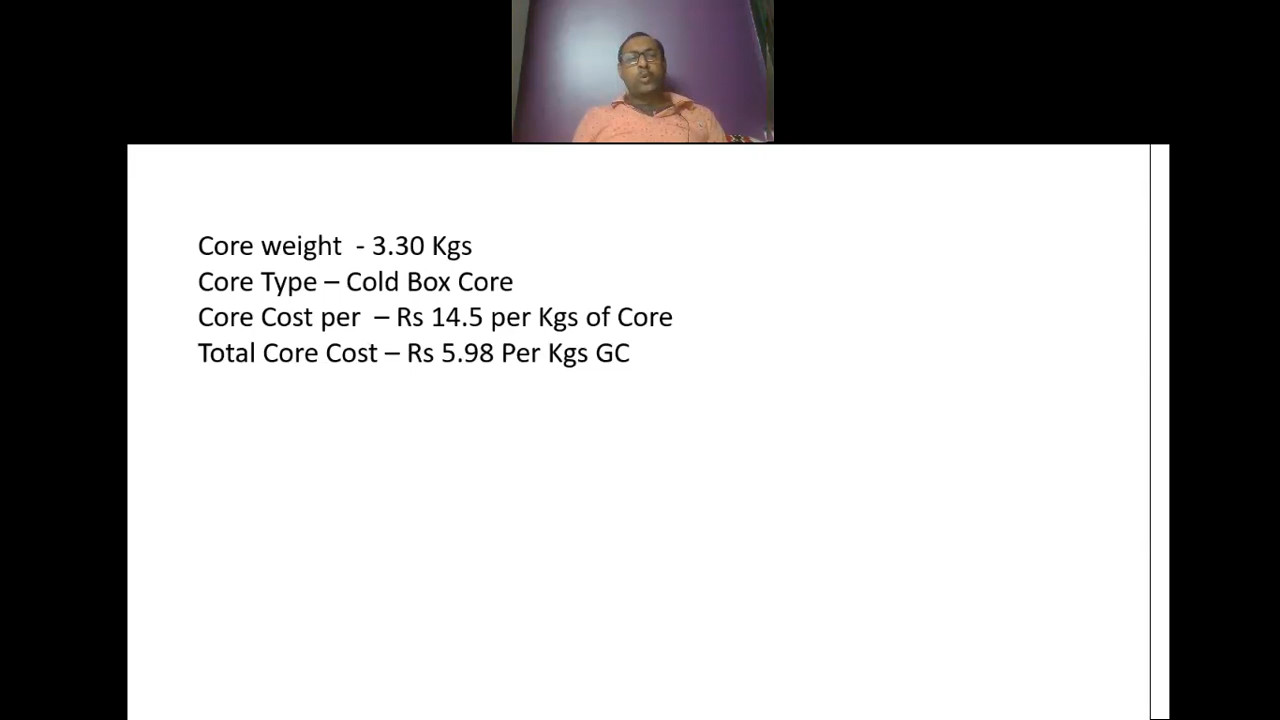 Core weight  - 3.30 Kgs
Core Type – Cold Box Core
Core Cost per  – Rs 14.5 per Kgs of Core
Total Core Cost – Rs 5.98 Per Kgs GC